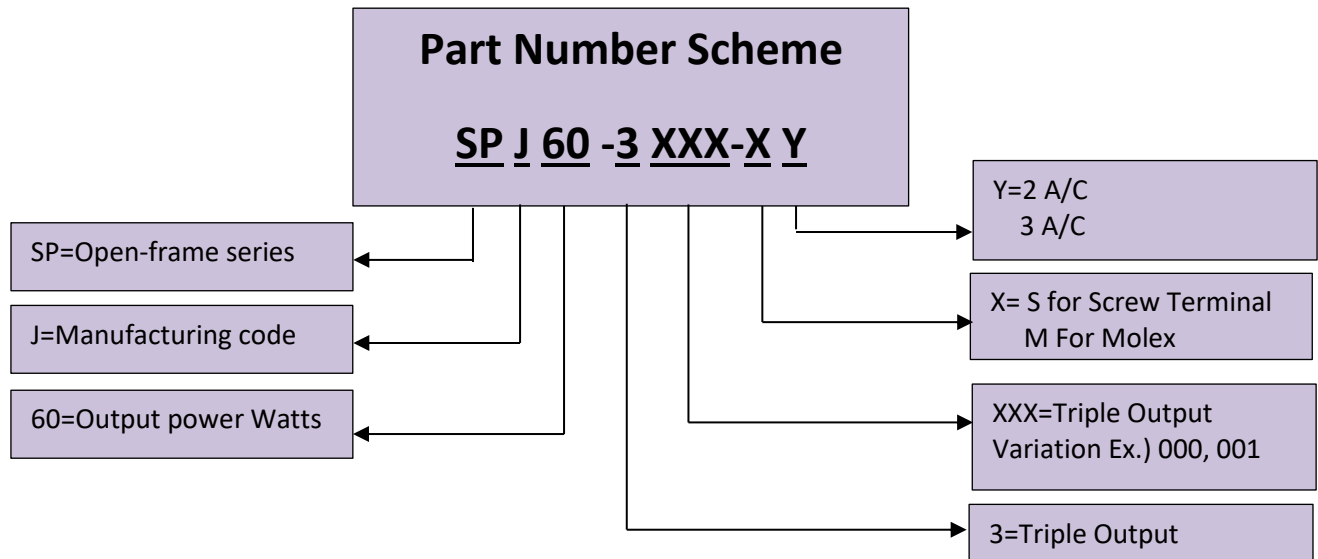 Part Number Scheme
SP J 60 -3 XXX-X Y
SP=Open-frame series
J=Manufacturing code
60=Output power Watts
Y=2 A/C
3 A/C
X= S for Screw Terminal
M For Molex
XXX=Triple Output
Variation Ex.) 000, 001
3=Triple Output